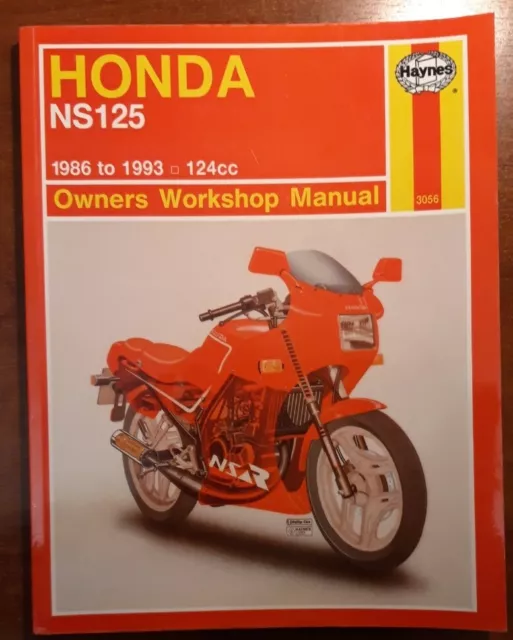 HONDA
NS125
1986 to 1993 □ 124cc
Owners Workshop Manual
Haynes
®
3056
NSR